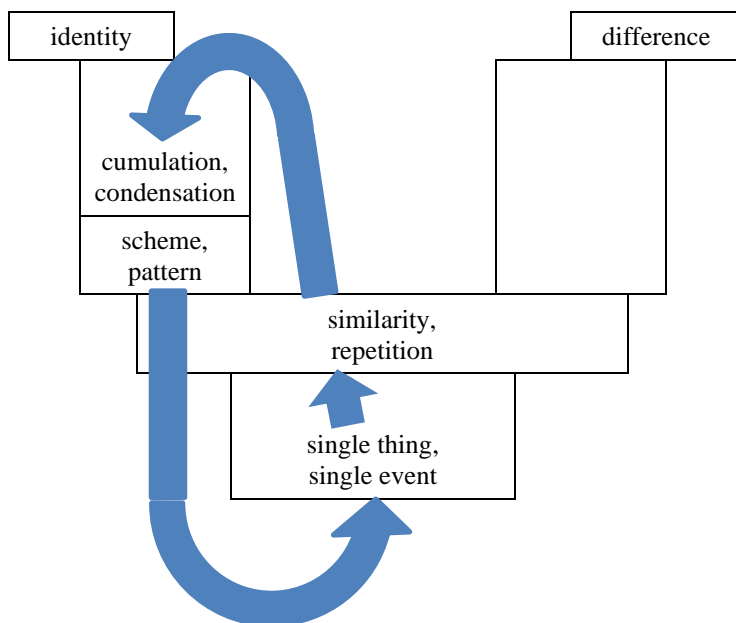 identity
difference
cumulation,
condensation
scheme,
pattern
similarity,
repetition
single thing,
single event